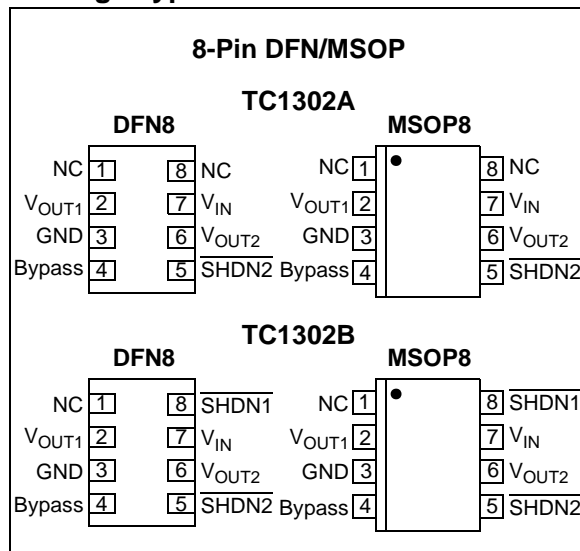 8-Pin DFN/MSOP
TC1302A
DFN8
NC 1 8 NC
VOUT1 2 7 VIN
GND 3 6 VOUT2
Bypass 4 5 SHDN2
MSOP8
NC 1 8 NC
VOUT1 2 7 VIN
GND 3 6 VOUT2
Bypass 4 5 SHDN2
TC1302B
DFN8
NC 1 8 SHDN1
VOUT1 2 7 VIN
GND 3 6 VOUT2
Bypass 4 5 SHDN2
MSOP8
NC 1 8 SHDN1
VOUT1 2 7 VIN
GND 3 6 VOUT2
Bypass 4 5 SHDN2